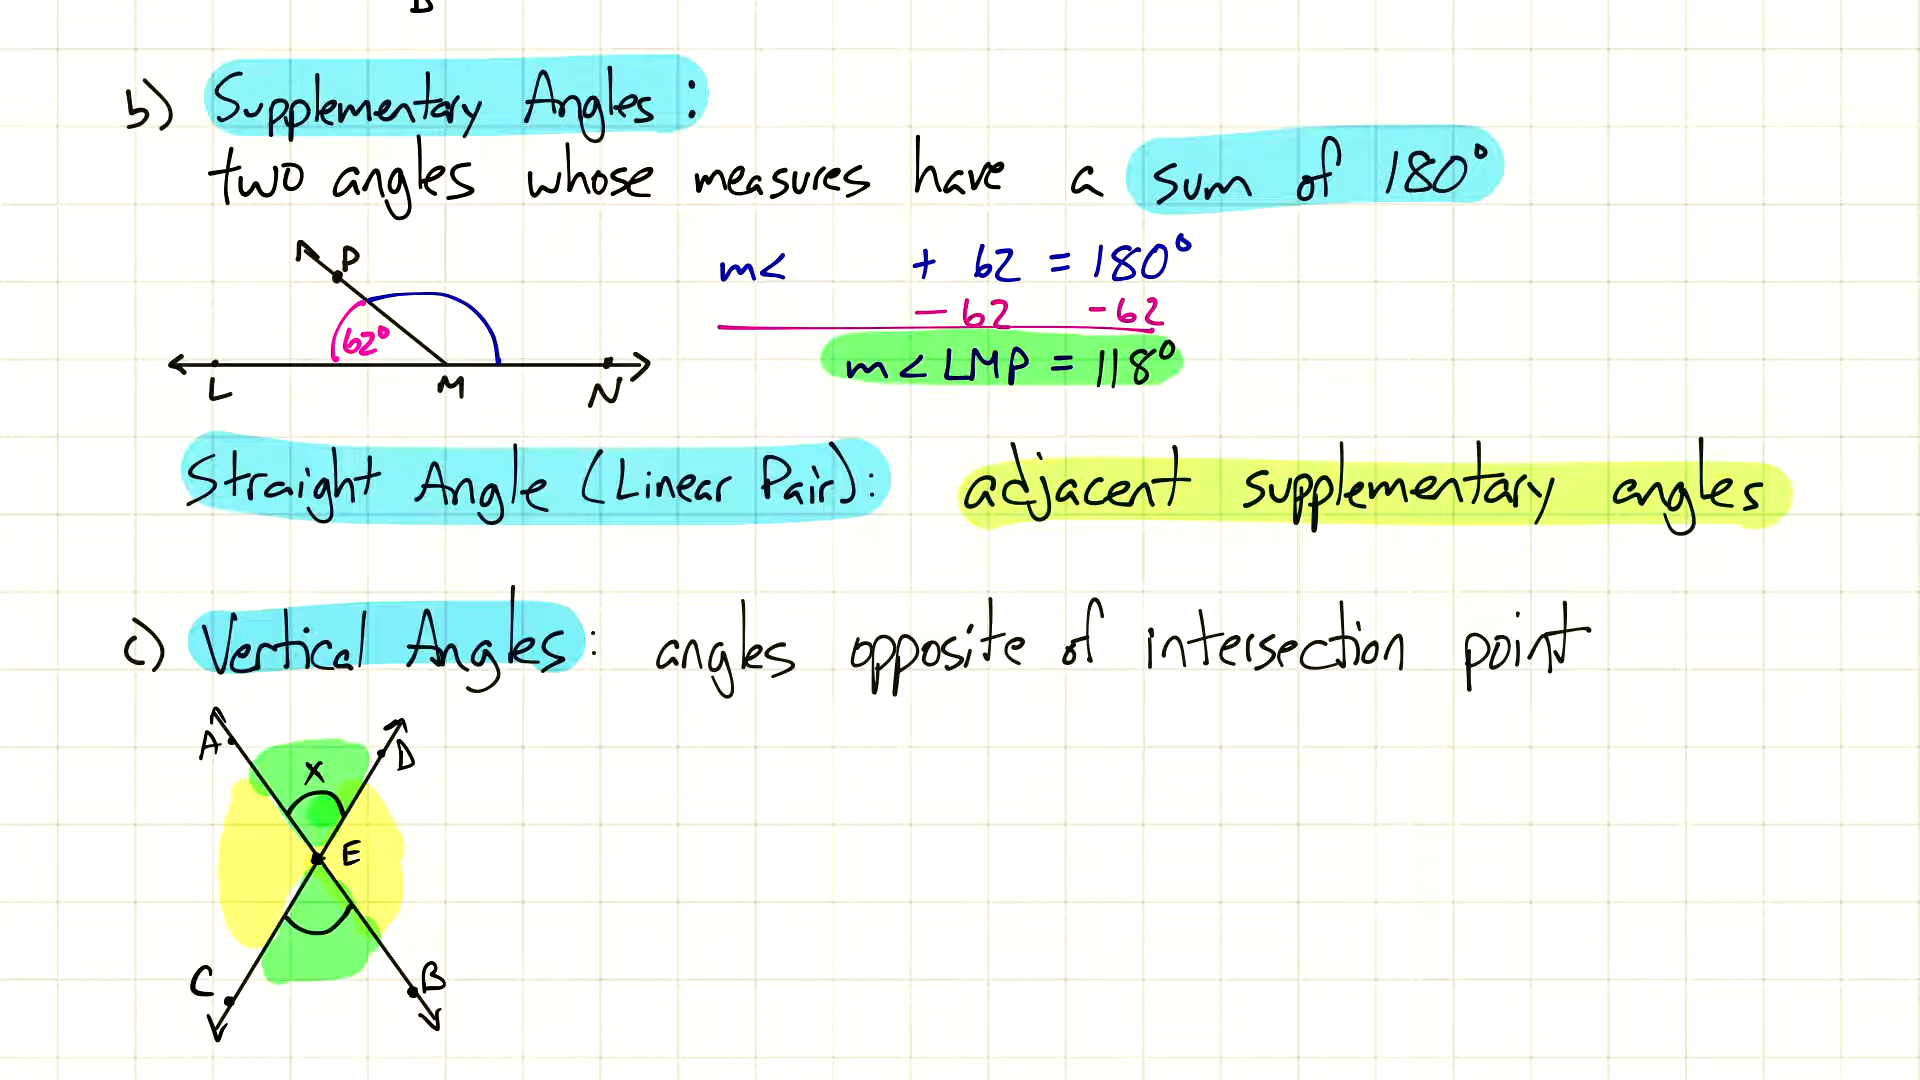 b) Supplementary Angles:
two angles whose measures have a sum of 180°
P
62°
L M N
m< + 62 = 180°
- 62 -62
m< LMP = 118°
Straight Angle (Linear Pair): adjacent supplementary angles
c) Vertical Angles: angles opposite of intersection point
A D
x
E
C B